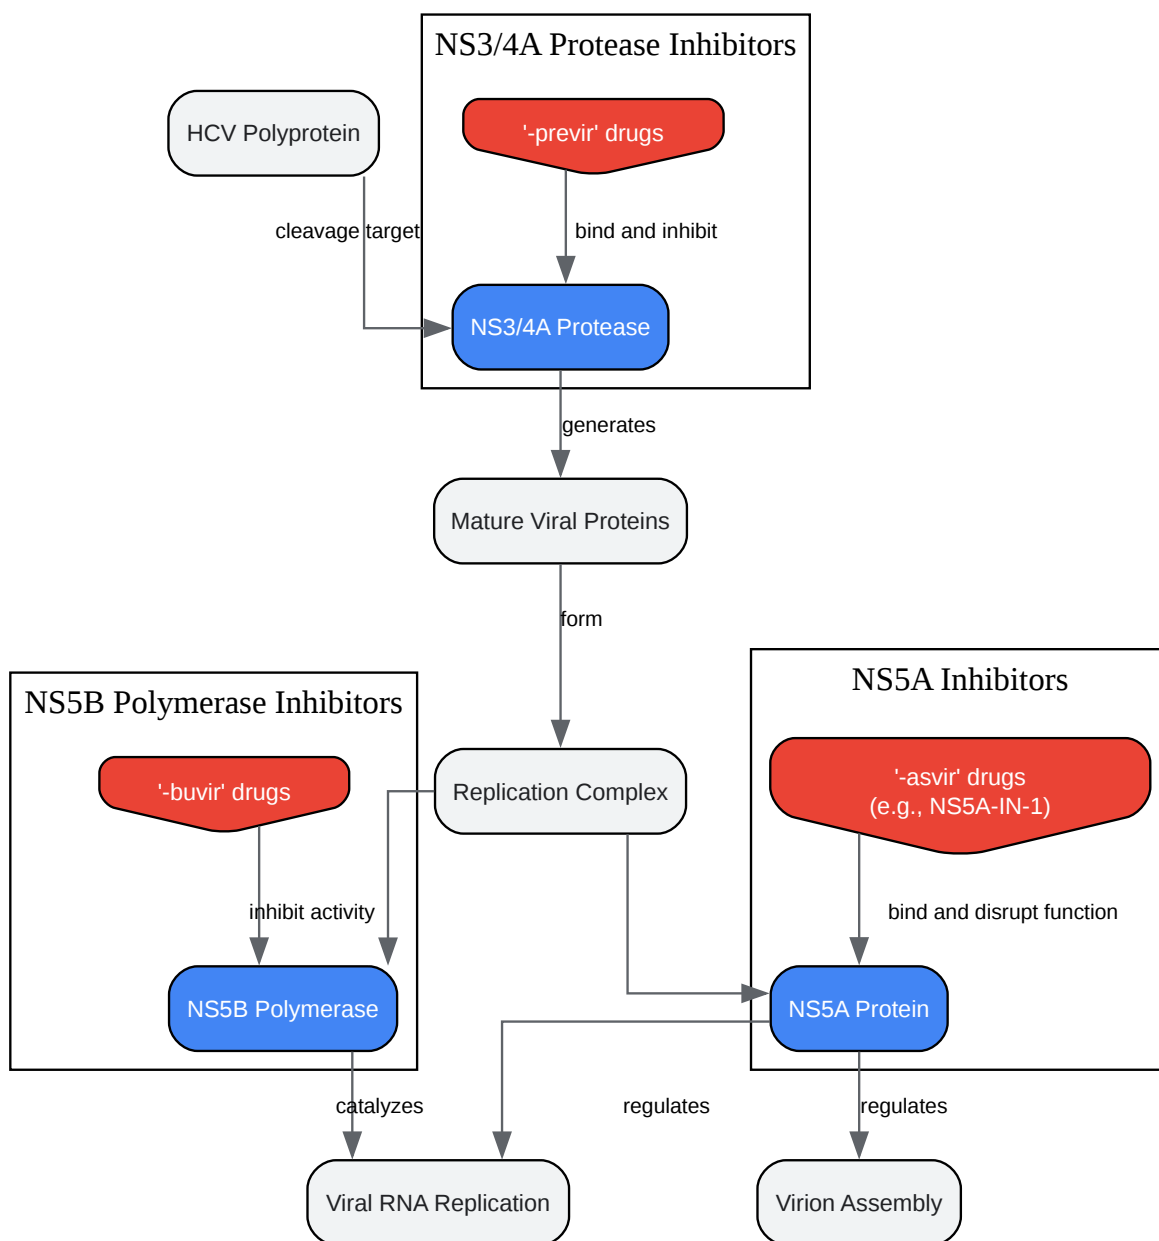 NS3/4A Protease Inhibitors
HCV Polyprotein
'-previr' drugs
cleavage target
bind and inhibit
NS3/4A Protease
generates
Mature Viral Proteins
form
NS5B Polymerase Inhibitors
NS5A Inhibitors
'-buvir' drugs
Replication Complex
'-asvir' drugs
(e.g., NS5A-IN-1)
inhibit activity
bind and disrupt function
NS5B Polymerase
NS5A Protein
catalyzes
regulates
regulates
Viral RNA Replication
Virion Assembly